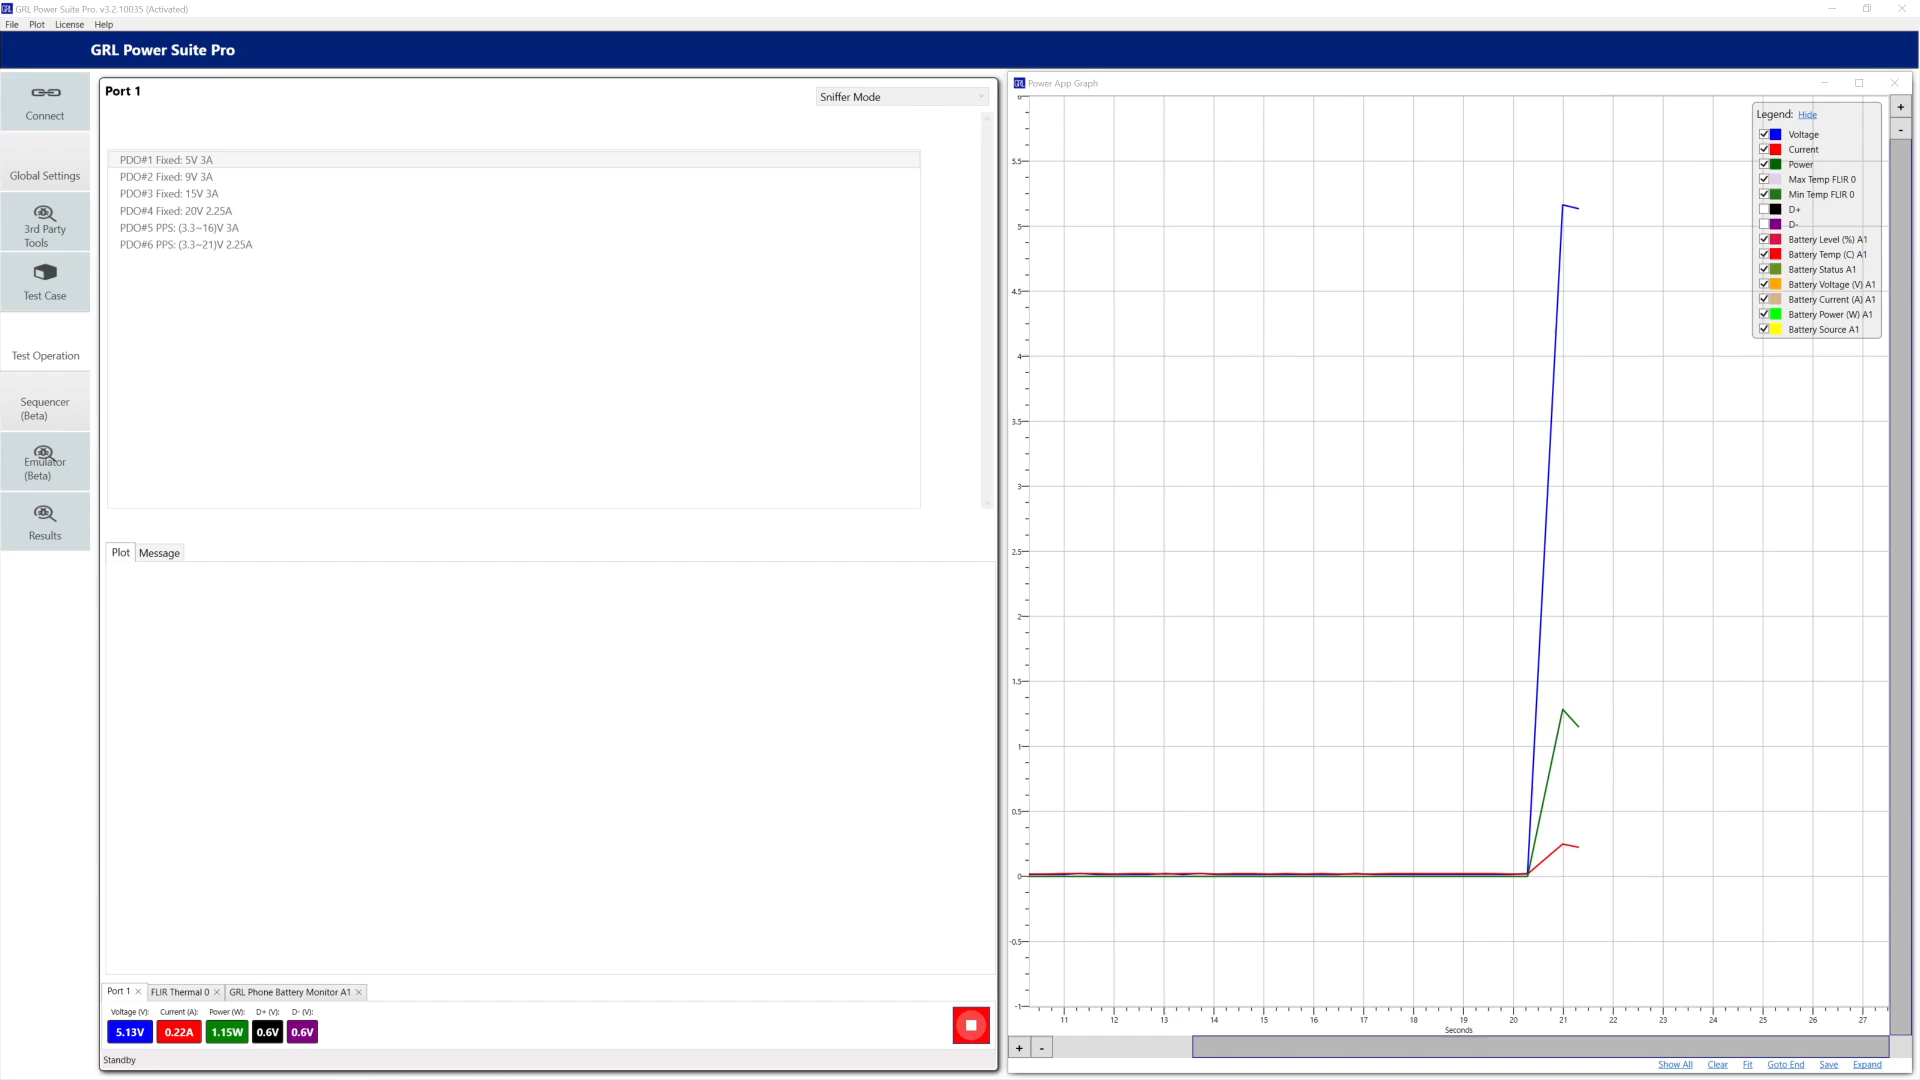 GRL Power Suite Pro. v3.2.10035 (Activated)
File Plot License Help
GRL Power Suite Pro
Connect
Global Settings
3rd Party
Tools
Test Case
Test Operation
Sequencer
(Beta)
Emulator
(Beta)
Results
Port 1
Sniffer Mode
PDO#1 Fixed: 5V 3A
PDO#2 Fixed: 9V 3A
PDO#3 Fixed: 15V 3A
PDO#4 Fixed: 20V 2.25A
PDO#5 PPS: (3.3~16)V 3A
PDO#6 PPS: (3.3~21)V 2.25A
Plot Message
Port 1 FLIR Thermal 0 GRL Phone Battery Monitor A1
Voltage (V): Current (A): Power (W): D+ (V): D- (V):
5.13V 0.22A 1.15W 0.6V 0.6V
Standby
GRL Power App Graph
6
5.5
5
4.5
4
3.5
3
2.5
2
1.5
1
0.5
0
-0.5
-1
11 12 13 14 15 16 17 18 19 20 21 22 23 24 25 26 27
Seconds
Legend: Hide
Voltage
Current
Power
Max Temp FLIR 0
Min Temp FLIR 0
D+
D-
Battery Level (%) A1
Battery Temp (C) A1
Battery Status A1
Battery Voltage (V) A1
Battery Current (A) A1
Battery Power (W) A1
Battery Source A1
+
-
+ -
Show All Clear Fit Goto End Save Expand